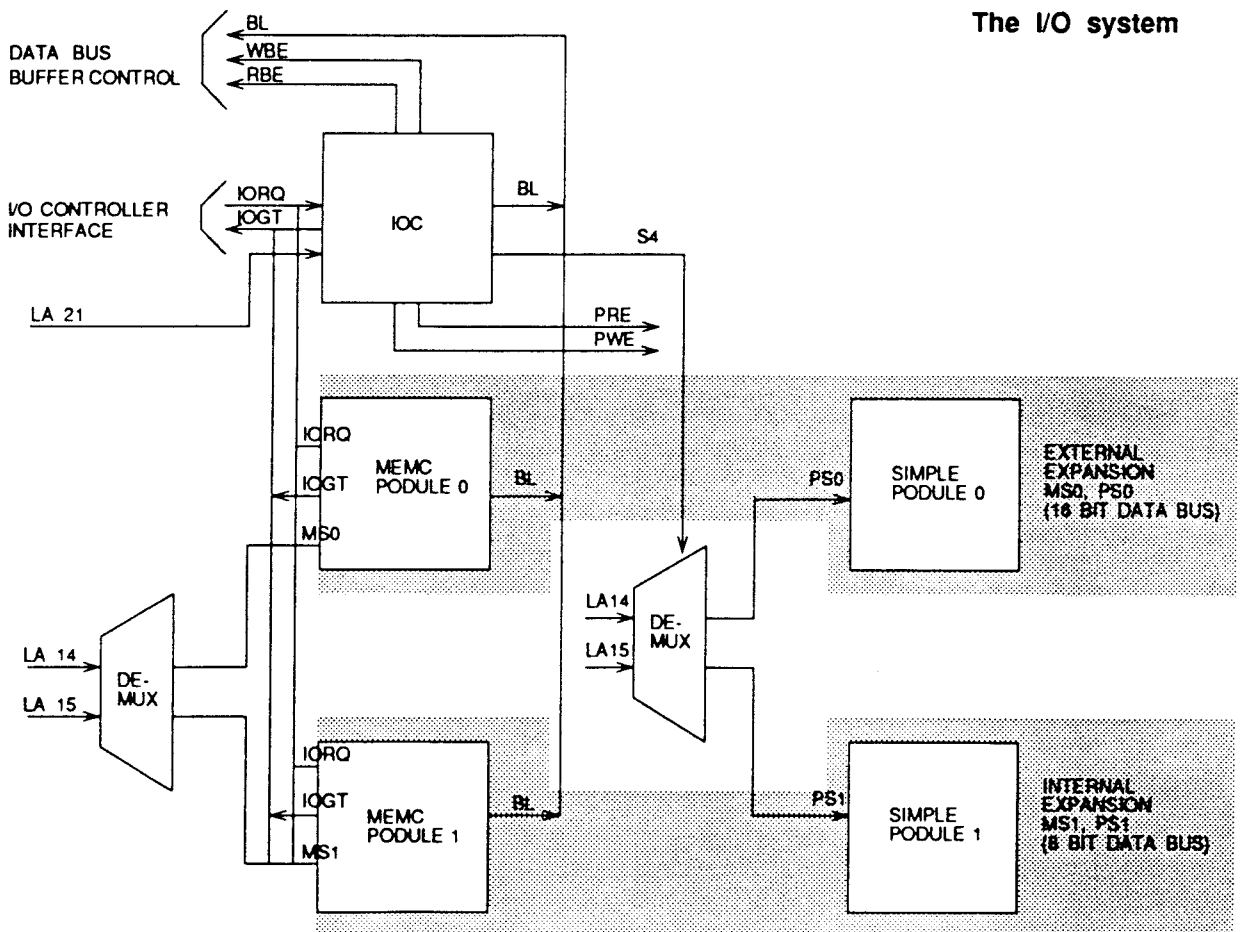 The I/O system
BL
DATA BUS
BUFFER CONTROL
WBE
RBE
I/O CONTROLLER
INTERFACE
IORQ
IOGT
IOC
BL
S4
LA 21
PRE
PWE
IORQ
IOGT
MS0
MEMC
PODULE 0
BL
PS0
SIMPLE
PODULE 0
EXTERNAL
EXPANSION
MS0, PS0
(16 BIT DATA BUS)
LA14
LA15
DE-
MUX
LA 14
LA 15
DE-
MUX
IORQ
IOGT
MS1
MEMC
PODULE 1
BL
PS1
SIMPLE
PODULE 1
INTERNAL
EXPANSION
MS1, PS1
(8 BIT DATA BUS)